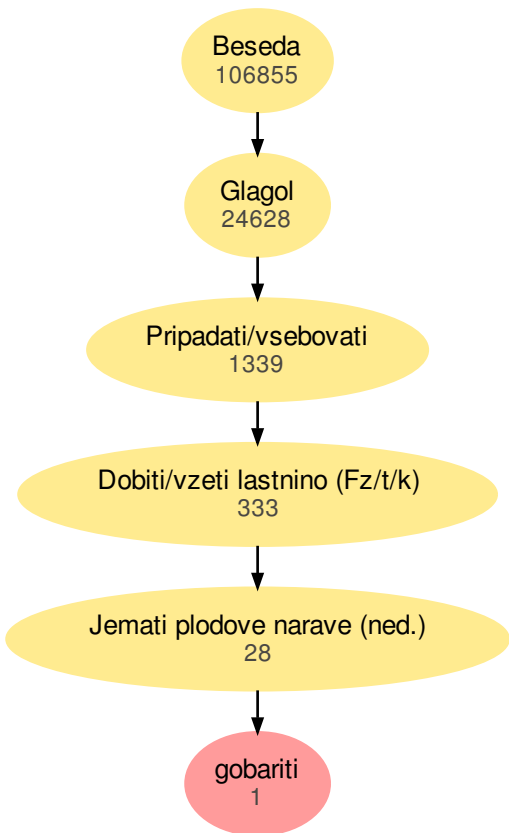 Beseda
106855
Glagol
24628
Pripadati/vsebovati
1339
Dobiti/vzeti lastnino (Fz/t/k)
333
Jemati plodove narave (ned.)
28
gobariti
1